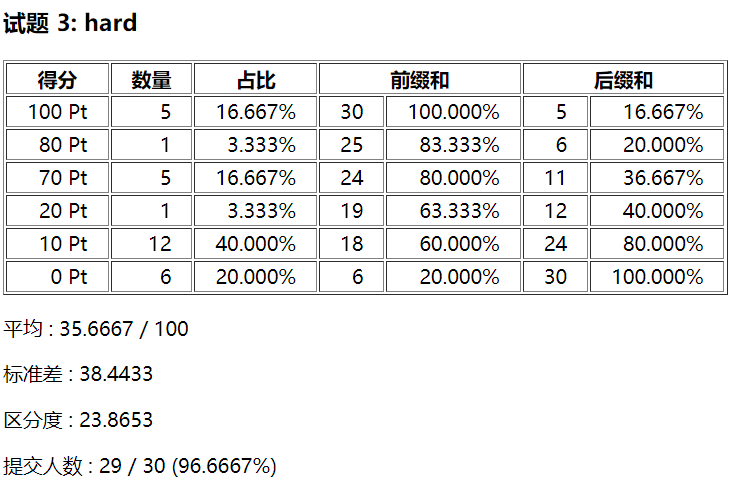 试题 3: hard
得分 数量 占比 前缀和 后缀和
100 Pt 5 16.667% 30 100.000% 5 16.667%
80 Pt 1 3.333% 25 83.333% 6 20.000%
70 Pt 5 16.667% 24 80.000% 11 36.667%
20 Pt 1 3.333% 19 63.333% 12 40.000%
10 Pt 12 40.000% 18 60.000% 24 80.000%
0 Pt 6 20.000% 6 20.000% 30 100.000%
平均 : 35.6667 / 100
标准差 : 38.4433
区分度 : 23.8653
提交人数 : 29 / 30 (96.6667%)